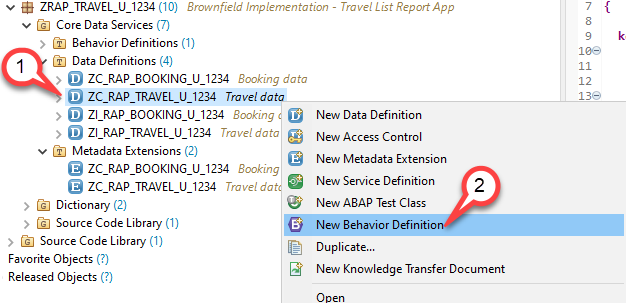 ZRAP_TRAVEL_U_1234 (10) Brownfield Implementation - Travel List Report App
Core Data Services (7)
Behavior Definitions (1)
Data Definitions (4)
ZC_RAP_BOOKING_U_1234 Booking data
ZC_RAP_TRAVEL_U_1234 Travel data
ZI_RAP_BOOKING_U_1234 Booking data
ZI_RAP_TRAVEL_U_1234 Travel data
Metadata Extensions (2)
ZC_RAP_BOOKING_U_1234 Booking
ZC_RAP_TRAVEL_U_1234 Travel data
Dictionary (2)
Source Code Library (1)
Source Code Library (1)
Favorite Objects (?)
Released Objects (?)
1
New Data Definition
New Access Control
New Metadata Extension
New Service Definition
New ABAP Test Class
New Behavior Definition
Duplicate...
New Knowledge Transfer Document
Open
2
7 {
8
9 k
10
11
12
13